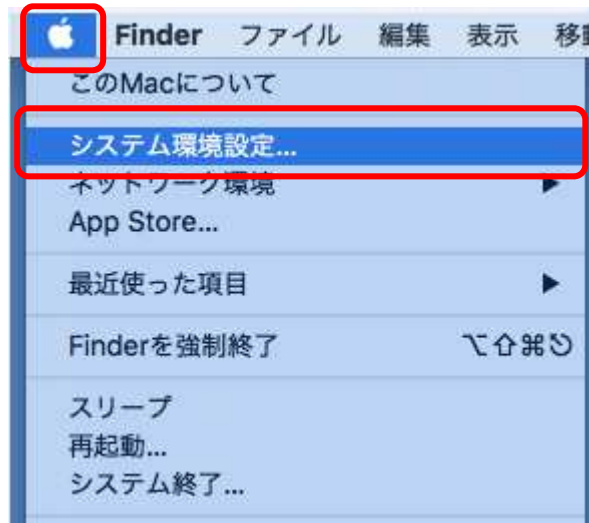 Finder ファイル 編集 表示 移動
このMacについて
システム環境設定...
ネットワーク環境 ▶
App Store...
最近使った項目 ▶
Finderを強制終了 ⌥⇧⌘⎋
スリープ
再起動...
システム終了...